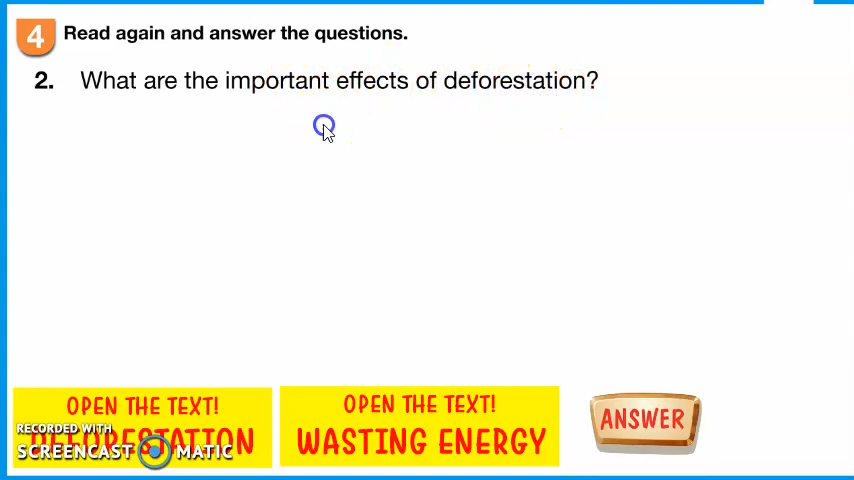 4 Read again and answer the questions.
2. What are the important effects of deforestation?
OPEN THE TEXT!
DEFORESTATION
OPEN THE TEXT!
WASTING ENERGY
ANSWER
RECORDED WITH
SCREENCAST MATIC